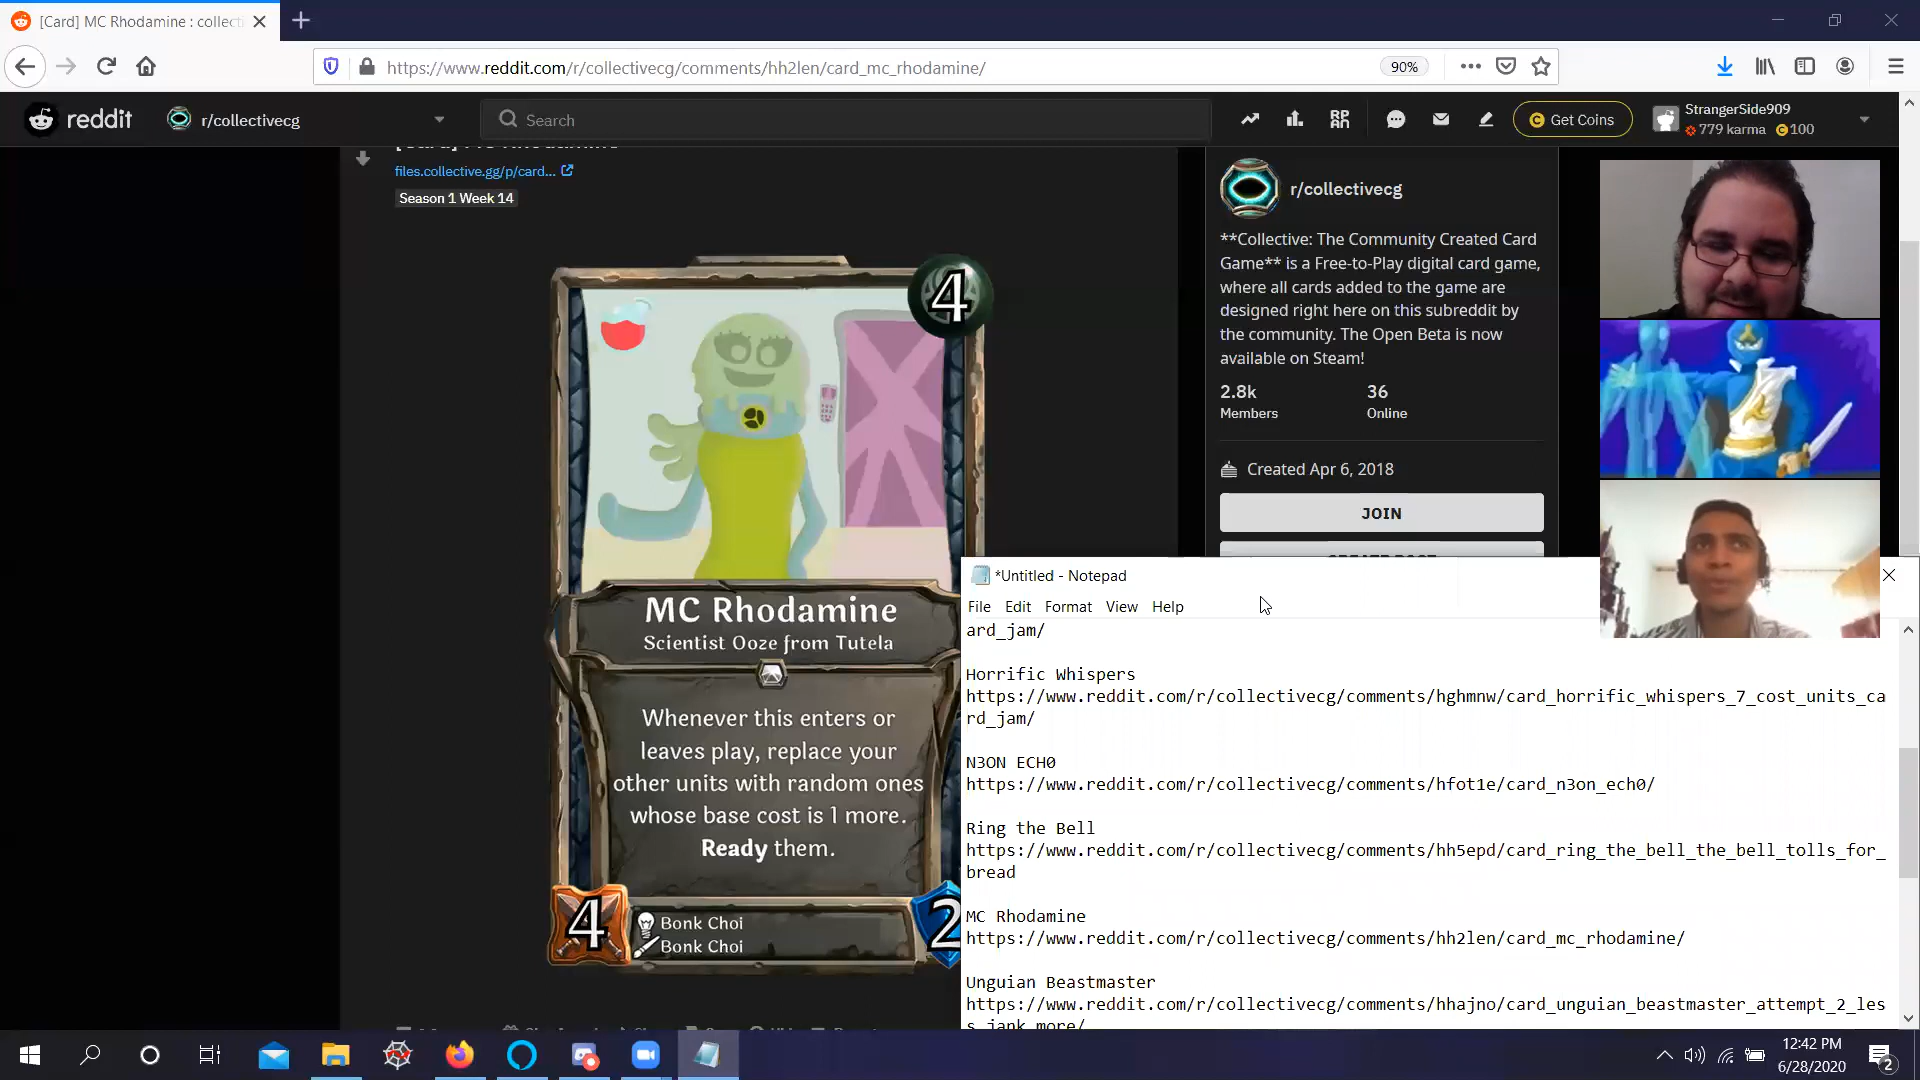 [Card] MC Rhodamine : collecti
https://www.reddit.com/r/collectivecg/comments/hh2len/card_mc_rhodamine/
90%
reddit
r/collectivecg
Search
Get Coins
StrangerSide909
779 karma
100
[Card] MC Rhodamine
files.collective.gg/p/card...
Season 1 Week 14
4
MC Rhodamine
Scientist Ooze from Tutela
Whenever this enters or
leaves play, replace your
other units with random ones
whose base cost is 1 more.
Ready them.
4
Bonk Choi
Bonk Choi
2
r/collectivecg
**Collective: The Community Created Card
Game** is a Free-to-Play digital card game,
where all cards added to the game are
designed right here on this subreddit by
the community. The Open Beta is now
available on Steam!
2.8k
36
Members
Online
Created Apr 6, 2018
JOIN
CREATE POST
*Untitled - Notepad
File Edit Format View Help
ard_jam/
Horrific Whispers
https://www.reddit.com/r/collectivecg/comments/hghmnw/card_horrific_whispers_7_cost_units_ca
rd_jam/
N3ON ECH0
https://www.reddit.com/r/collectivecg/comments/hfot1e/card_n3on_ech0/
Ring the Bell
https://www.reddit.com/r/collectivecg/comments/hh5epd/card_ring_the_bell_the_bell_tolls_for_
bread
MC Rhodamine
https://www.reddit.com/r/collectivecg/comments/hh2len/card_mc_rhodamine/
Unguian Beastmaster
https://www.reddit.com/r/collectivecg/comments/hhajno/card_unguian_beastmaster_attempt_2_les
s_jank_more/
12:42 PM
6/28/2020
2